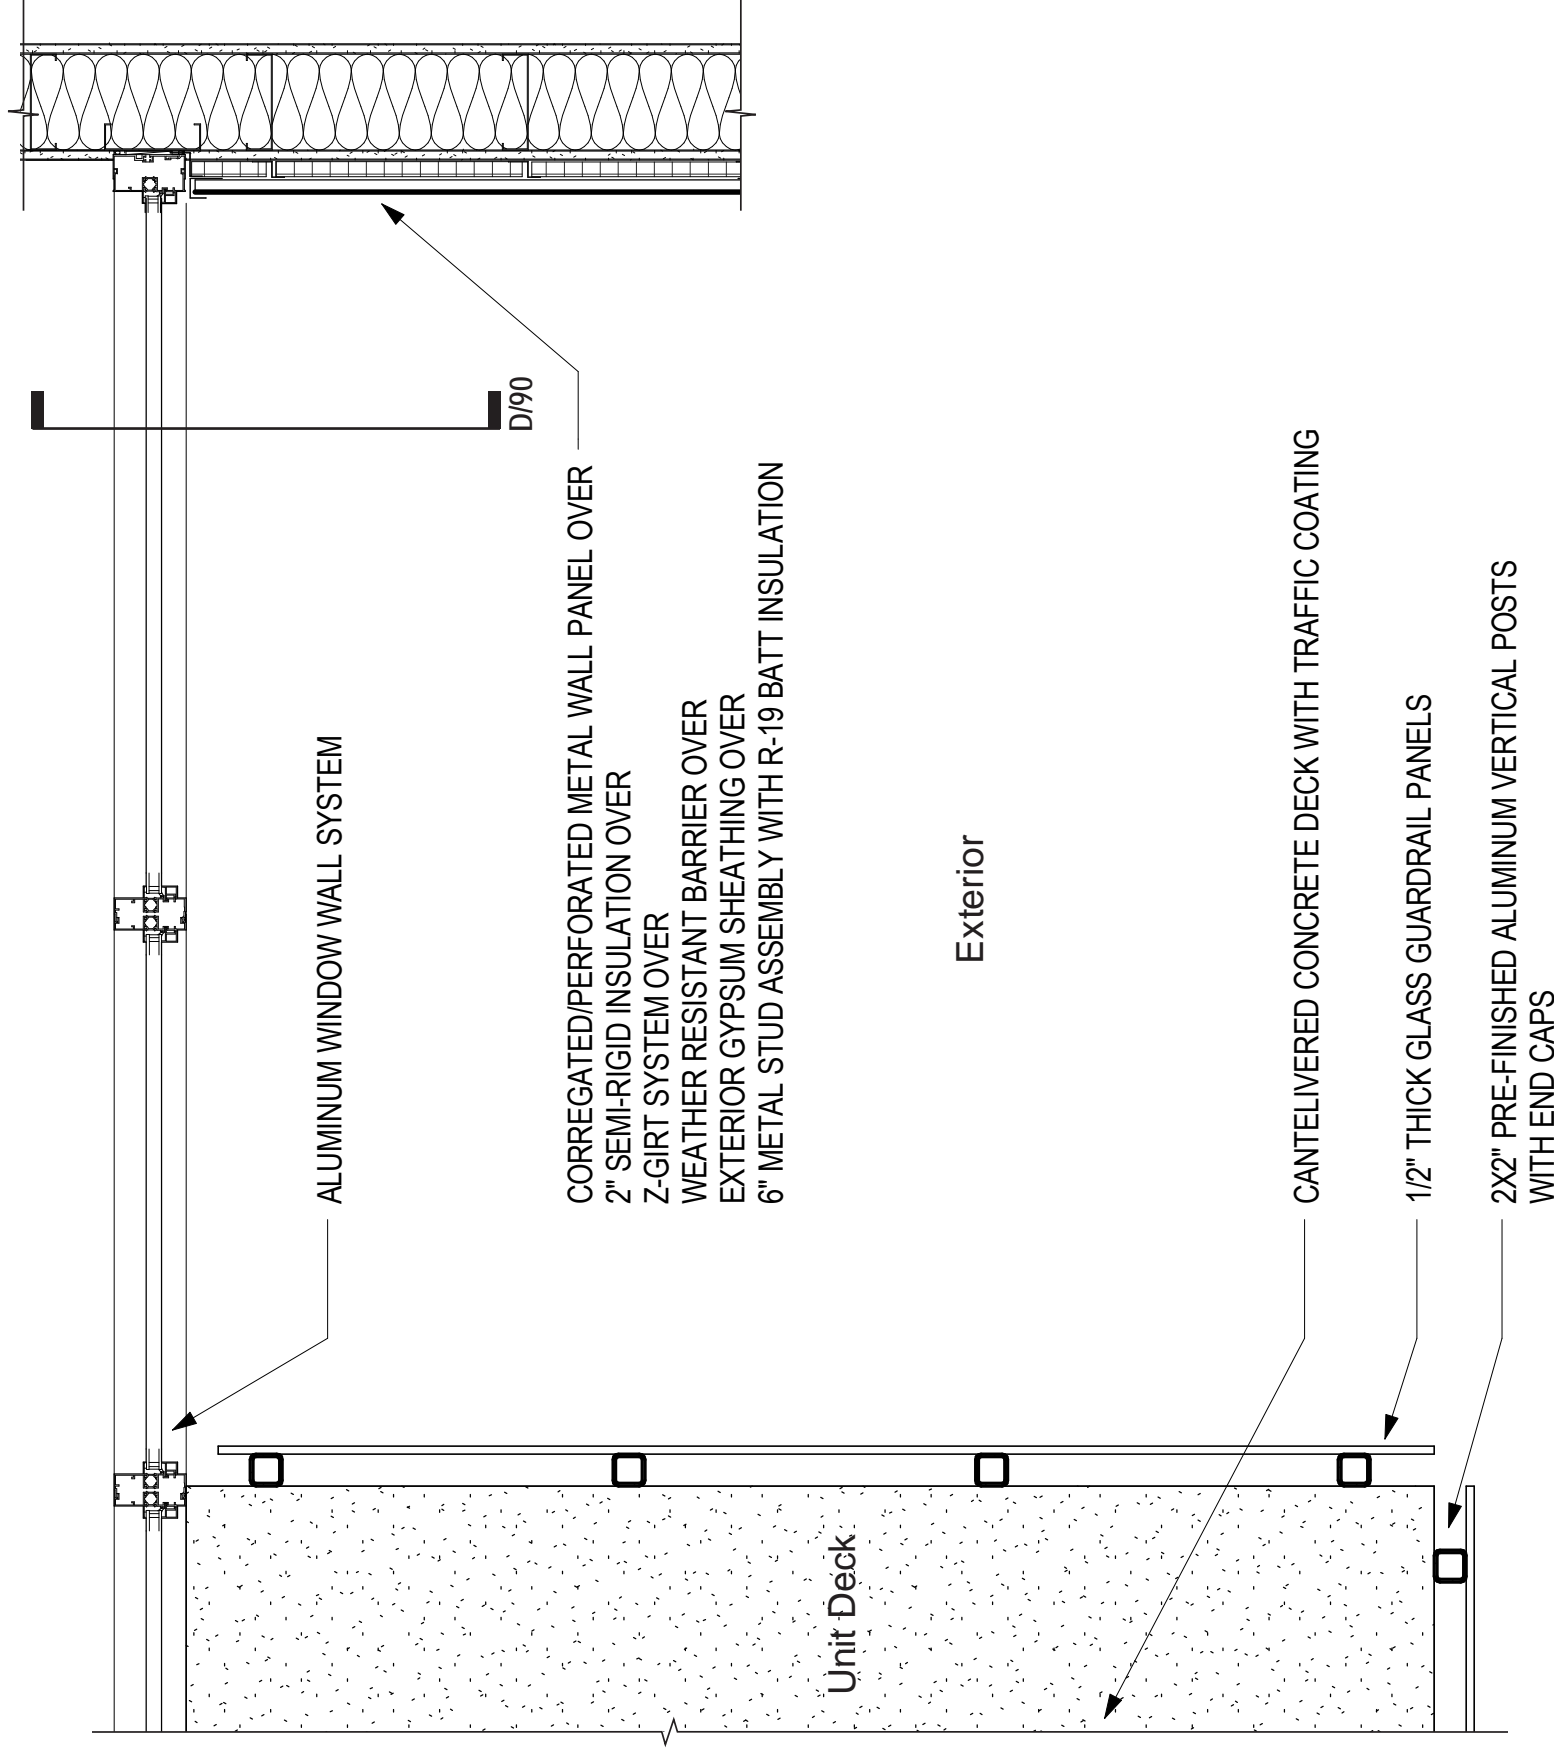 D/90
ALUMINUM WINDOW WALL SYSTEM
CORREGATED/PERFORATED METAL WALL PANEL OVER
2" SEMI-RIGID INSULATION OVER
Z-GIRT SYSTEM OVER
WEATHER RESISTANT BARRIER OVER
EXTERIOR GYPSUM SHEATHING OVER
6" METAL STUD ASSEMBLY WITH R-19 BATT INSULATION
Unit Deck
Exterior
CANTELIVERED CONCRETE DECK WITH TRAFFIC COATING
1/2" THICK GLASS GUARDRAIL PANELS
2X2" PRE-FINISHED ALUMINUM VERTICAL POSTS
WITH END CAPS